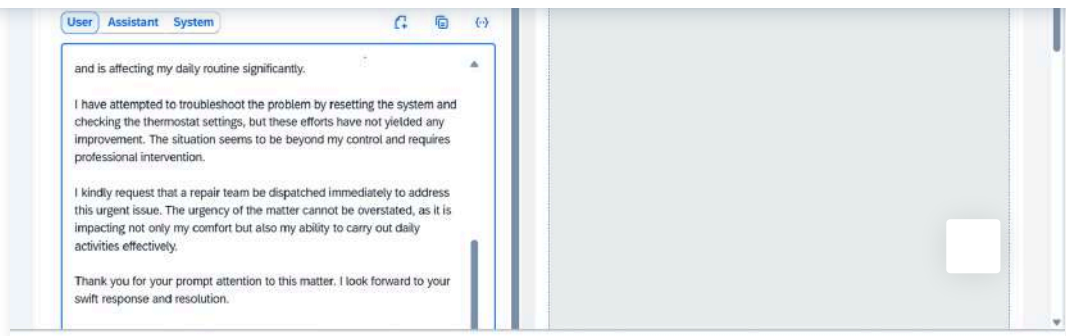 User Assistant System
and is affecting my daily routine significantly.
I have attempted to troubleshoot the problem by resetting the system and
checking the thermostat settings, but these efforts have not yielded any
improvement. The situation seems to be beyond my control and requires
professional intervention.
I kindly request that a repair team be dispatched immediately to address
this urgent issue. The urgency of the matter cannot be overstated, as it is
impacting not only my comfort but also my ability to carry out daily
activities effectively.
Thank you for your prompt attention to this matter. I look forward to your
swift response and resolution.